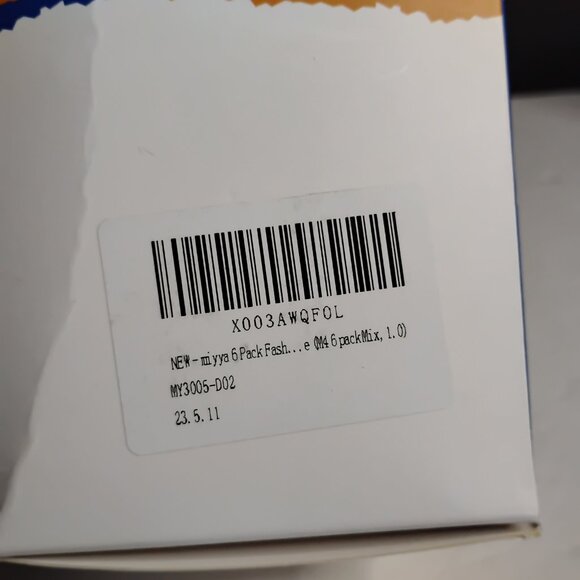 X003AWQFOL
NEW - miyya 6 Pack Fash... e (M4 6 pack Mix, 1.0)
MY3005-D02
23.5.11